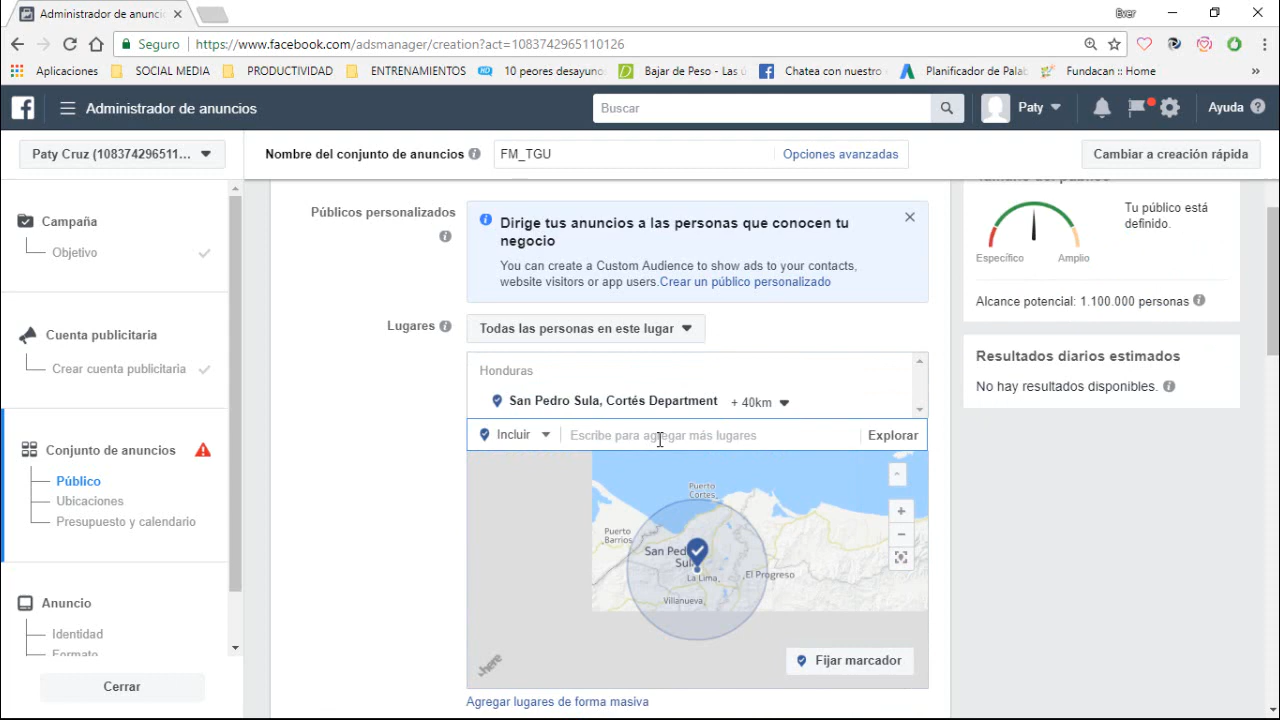 Administrador de anunci
Ever
Seguro
https://www.facebook.com/adsmanager/creation?act=1083742965110126
Aplicaciones
SOCIAL MEDIA
PRODUCTIVIDAD
ENTRENAMIENTOS
10 peores desayuno
Bajar de Peso - Las ú
Chatea con nuestro
Planificador de Palab
Fundacan :: Home
»
Administrador de anuncios
Buscar
Paty
Ayuda
Paty Cruz (108374296511...
Nombre del conjunto de anuncios
FM_TGU
Opciones avanzadas
Cambiar a creación rápida
Campaña
Objetivo
Cuenta publicitaria
Crear cuenta publicitaria
Conjunto de anuncios
Público
Ubicaciones
Presupuesto y calendario
Anuncio
Identidad
Formato
Cerrar
Públicos personalizados
Dirige tus anuncios a las personas que conocen tu
negocio
You can create a Custom Audience to show ads to your contacts,
website visitors or app users.Crear un público personalizado
Lugares
Todas las personas en este lugar
Honduras
San Pedro Sula, Cortés Department
+ 40km
Incluir
Escribe para agregar más lugares
Explorar
Puerto
Cortes
Puerto
Barrios
San Ped
Sula
La Lima
El Progreso
Villanueva
here
Fijar marcador
Agregar lugares de forma masiva
Tamaño del público
Tu público está
definido.
Específico
Amplio
Alcance potencial: 1.100.000 personas
Resultados diarios estimados
No hay resultados disponibles.